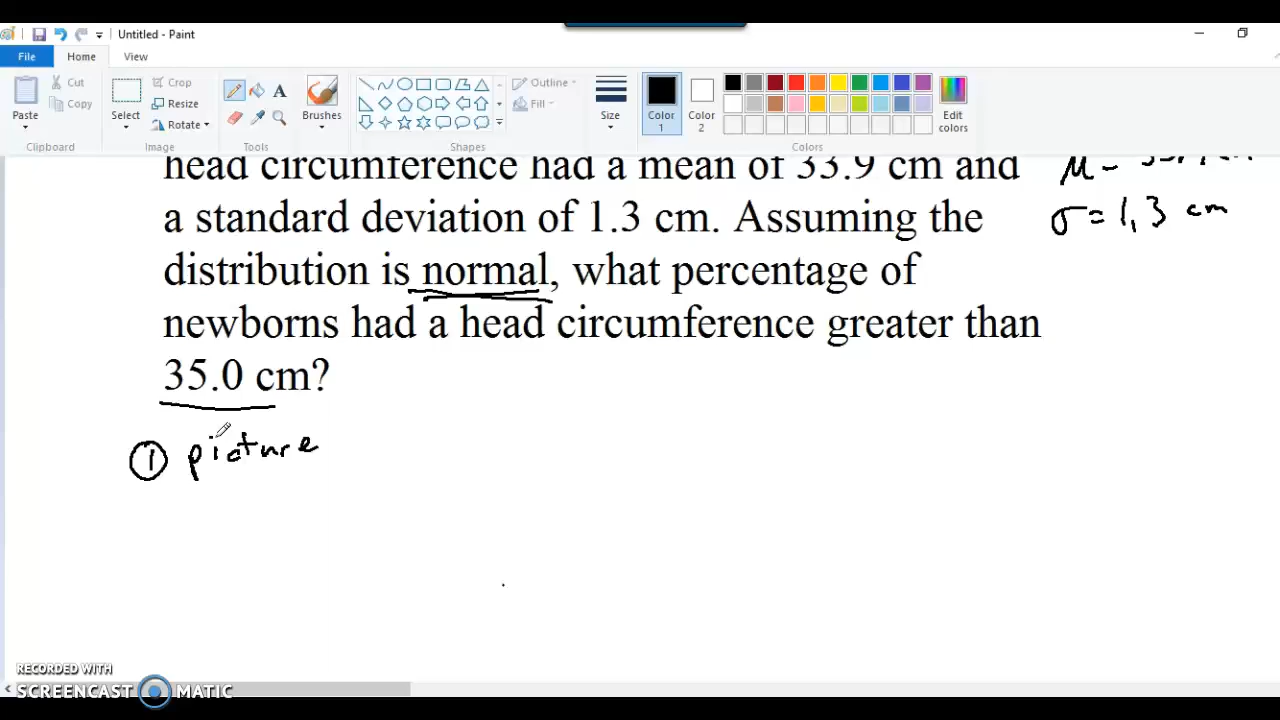 Untitled - Paint
File Home View
Paste Cut Copy Clipboard
Select Crop Resize Rotate Image
Tools
Brushes
Outline Fill Shapes
Size
Color 1 Color 2 Edit colors Colors
head circumference had a mean of 33.9 cm and
μ =
a standard deviation of 1.3 cm. Assuming the
σ = 1,3 cm
distribution is normal, what percentage of
newborns had a head circumference greater than
35.0 cm?
① picture
RECORDED WITH
SCREENCAST MATIC